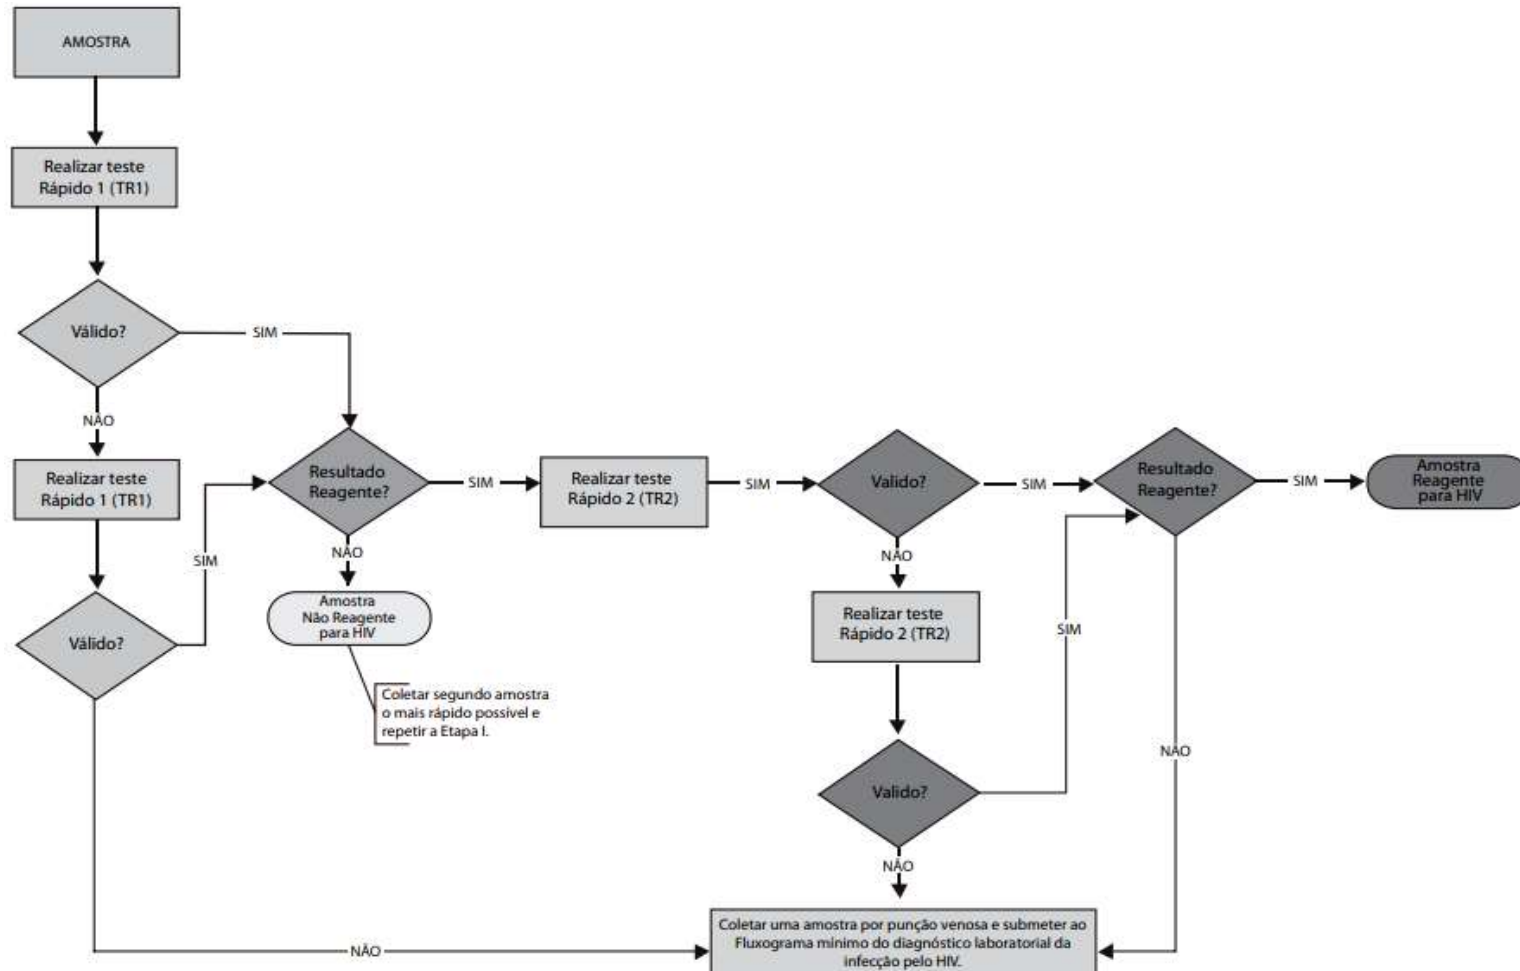 AMOSTRA
Realizar teste
Rápido 1 (TR1)
Válido?
SIM
NÃO
Realizar teste
Rápido 1 (TR1)
Válido?
SIM
NÃO
Resultado
Reagente?
SIM
NÃO
Amostra
Não Reagente
para HIV
Coletar segundo amostra
o mais rápido possível e
repetir a Etapa I.
Realizar teste
Rápido 2 (TR2)
SIM
Valido?
SIM
NÃO
Realizar teste
Rápido 2 (TR2)
Valido?
SIM
NÃO
Resultado
Reagente?
SIM
NÃO
Amostra
Reagente
para HIV
Coletar uma amostra por punção venosa e submeter ao
Fluxograma mínimo do diagnóstico laboratorial da
infecção pelo HIV.